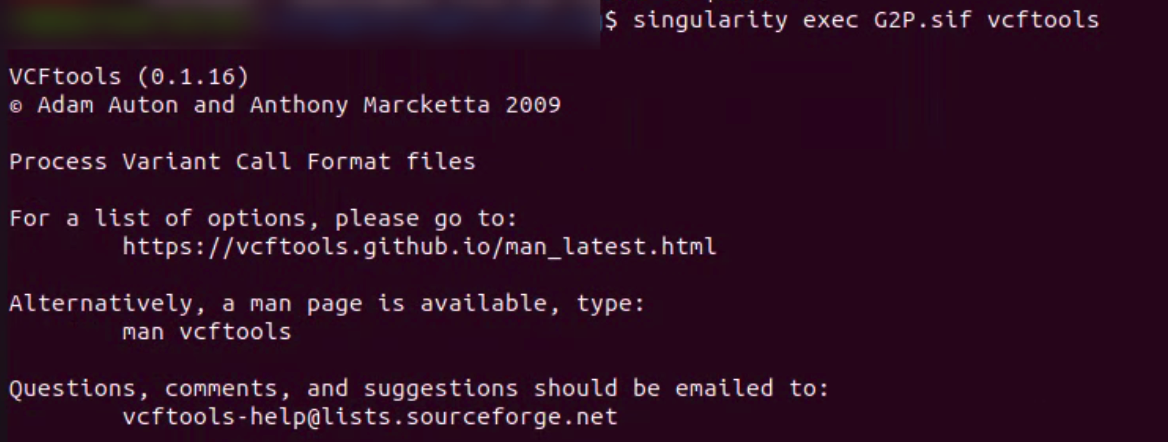 $ singularity exec G2P.sif vcftools
VCFtools (0.1.16)
© Adam Auton and Anthony Marcketta 2009
Process Variant Call Format files
For a list of options, please go to:
https://vcftools.github.io/man_latest.html
Alternatively, a man page is available, type:
man vcftools
Questions, comments, and suggestions should be emailed to:
vcftools-help@lists.sourceforge.net